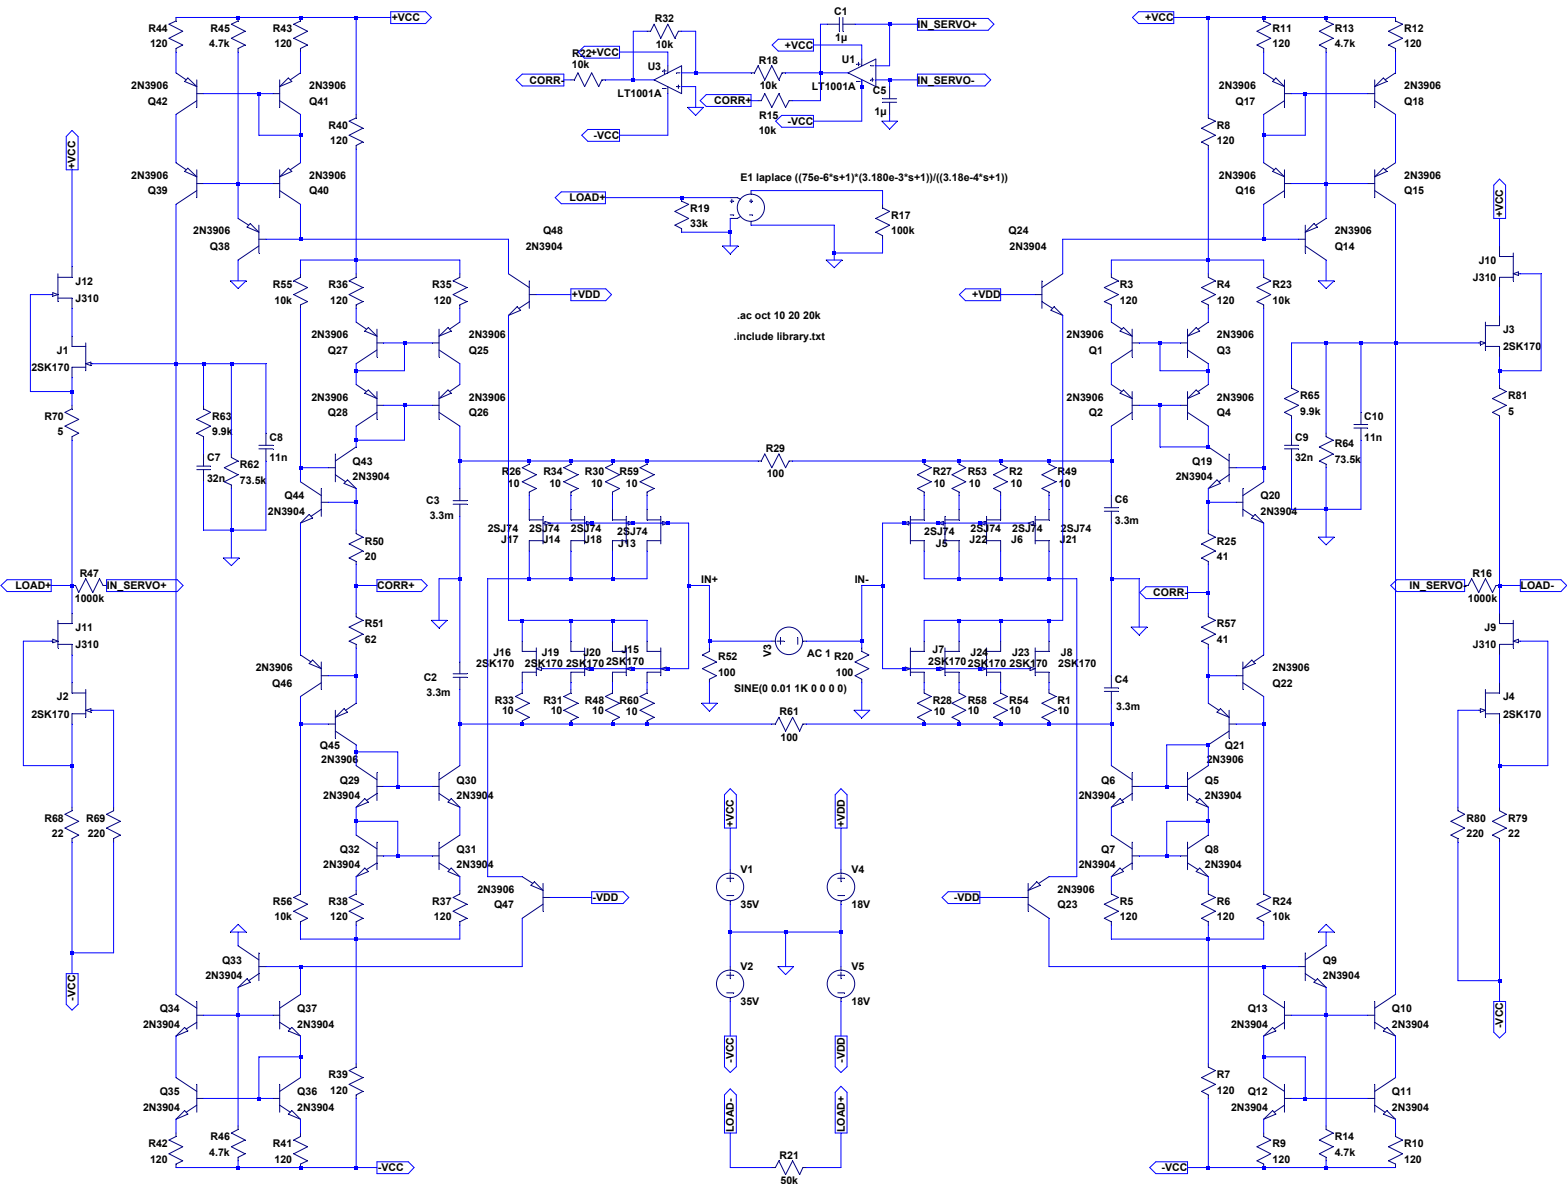 R44
120
R45
4.7k
R43
120
+VCC
2N3906
Q42
2N3906
Q41
R40
120
+VCC
2N3906
Q39
2N3906
Q40
2N3906
Q38
Q48
2N3904
+VDD
J12
J310
R55
10k
R36
120
R35
120
J1
2SK170
2N3906
Q27
2N3906
Q25
2N3906
Q28
2N3906
Q26
R70
5
R63
9.9k
C7
32n
R62
73.5k
C8
11n
Q43
2N3904
Q44
2N3904
C3
3.3m
R50
20
CORR+
R51
62
LOAD+
R47
1000k
IN_SERVO+
J11
J310
J2
2SK170
2N3906
Q46
C2
3.3m
Q45
2N3906
Q29
2N3904
Q30
2N3904
Q32
2N3904
Q31
2N3904
R68
22
R69
220
R56
10k
R38
120
R37
120
2N3906
Q47
-VDD
-VCC
Q33
2N3904
Q34
2N3904
Q37
2N3904
R39
120
Q35
2N3904
Q36
2N3904
R42
120
R46
4.7k
R41
120
-VCC
R32
10k
R22
10k
+VCC
U3
LT1001A
CORR-
-VCC
C1
1µ
IN_SERVO+
+VCC
U1
LT1001A
R18
10k
CORR+
R15
10k
-VCC
IN_SERVO-
C5
1µ
E1 laplace ((75e-6*s+1)*(3.180e-3*s+1))/((3.18e-4*s+1))
LOAD+
R19
33k
R17
100k
.ac oct 10 20 20k
.include library.txt
R29
100
R26
10
R34
10
R30
10
R59
10
2SJ74
J17
2SJ74
J14
2SJ74
J18
2SJ74
J13
IN+
J16
2SK170
J19
2SK170
J20
2SK170
J15
2SK170
R33
10
R31
10
R48
10
R60
10
R52
100
V3
AC 1
SINE(0 0.01 1K 0 0 0 0)
R20
100
R61
100
IN-
R27
10
R53
10
R2
10
R49
10
2SJ74
J5
2SJ74
J22
2SJ74
J6
2SJ74
J21
J7
2SK170
J24
2SK170
J23
2SK170
J8
2SK170
R28
10
R58
10
R54
10
R1
10
+VCC
V1
35V
+VDD
V4
18V
V2
35V
V5
18V
-VCC
-VDD
LOAD-
LOAD+
R21
50k
+VCC
R11
120
R13
4.7k
R12
120
2N3906
Q17
2N3906
Q18
R8
120
2N3906
Q16
2N3906
Q15
+VCC
Q24
2N3904
2N3906
Q14
+VDD
R3
120
R4
120
R23
10k
J10
J310
2N3906
Q1
2N3906
Q3
J3
2SK170
2N3906
Q2
2N3906
Q4
R65
9.9k
C9
32n
R64
73.5k
C10
11n
R81
5
Q19
2N3904
Q20
2N3904
C6
3.3m
R25
41
CORR-
R57
41
IN_SERVO-
R16
1000k
LOAD-
J9
J310
J4
2SK170
2N3906
Q22
C4
3.3m
Q21
2N3906
Q6
2N3904
Q5
2N3904
Q7
2N3904
Q8
2N3904
R80
220
R79
22
2N3906
Q23
-VDD
R5
120
R6
120
R24
10k
Q9
2N3904
Q13
2N3904
Q10
2N3904
-VCC
R7
120
Q12
2N3904
Q11
2N3904
R9
120
R14
4.7k
R10
120
-VCC